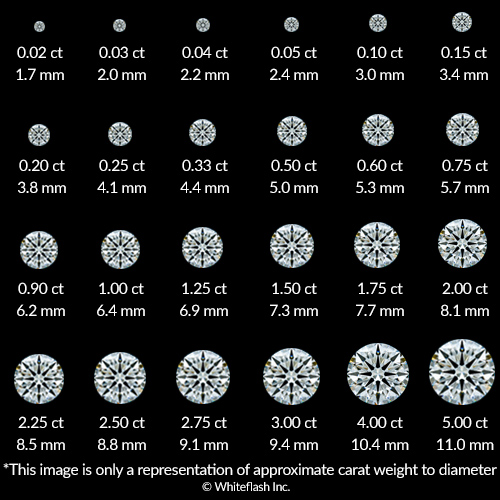 0.02 ct 0.03 ct 0.04 ct 0.05 ct 0.10 ct 0.15 ct
1.7 mm 2.0 mm 2.2 mm 2.4 mm 3.0 mm 3.4 mm
0.20 ct 0.25 ct 0.33 ct 0.50 ct 0.60 ct 0.75 ct
3.8 mm 4.1 mm 4.4 mm 5.0 mm 5.3 mm 5.7 mm
0.90 ct 1.00 ct 1.25 ct 1.50 ct 1.75 ct 2.00 ct
6.2 mm 6.4 mm 6.9 mm 7.3 mm 7.7 mm 8.1 mm
2.25 ct 2.50 ct 2.75 ct 3.00 ct 4.00 ct 5.00 ct
8.5 mm 8.8 mm 9.1 mm 9.4 mm 10.4 mm 11.0 mm
*This image is only a representation of approximate carat weight to diameter
© Whiteflash Inc.